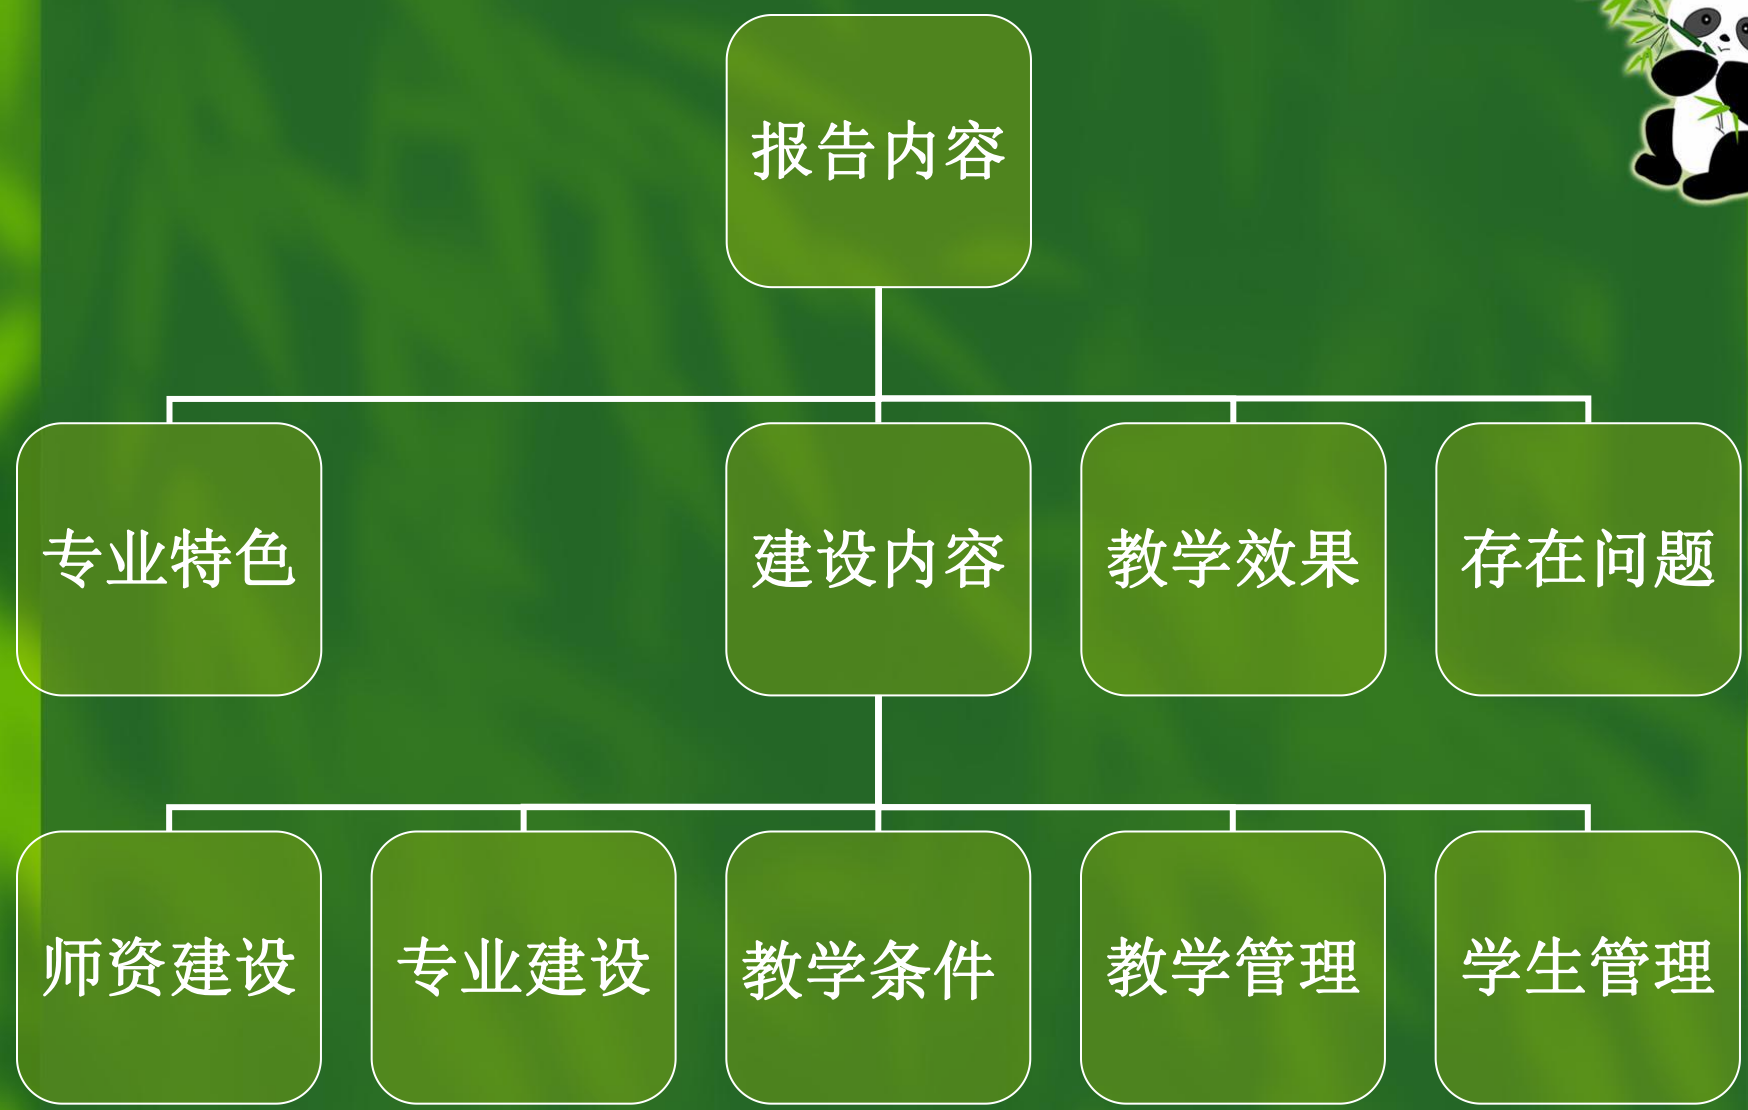 报告内容
专业特色
建设内容
教学效果
存在问题
师资建设
专业建设
教学条件
教学管理
学生管理